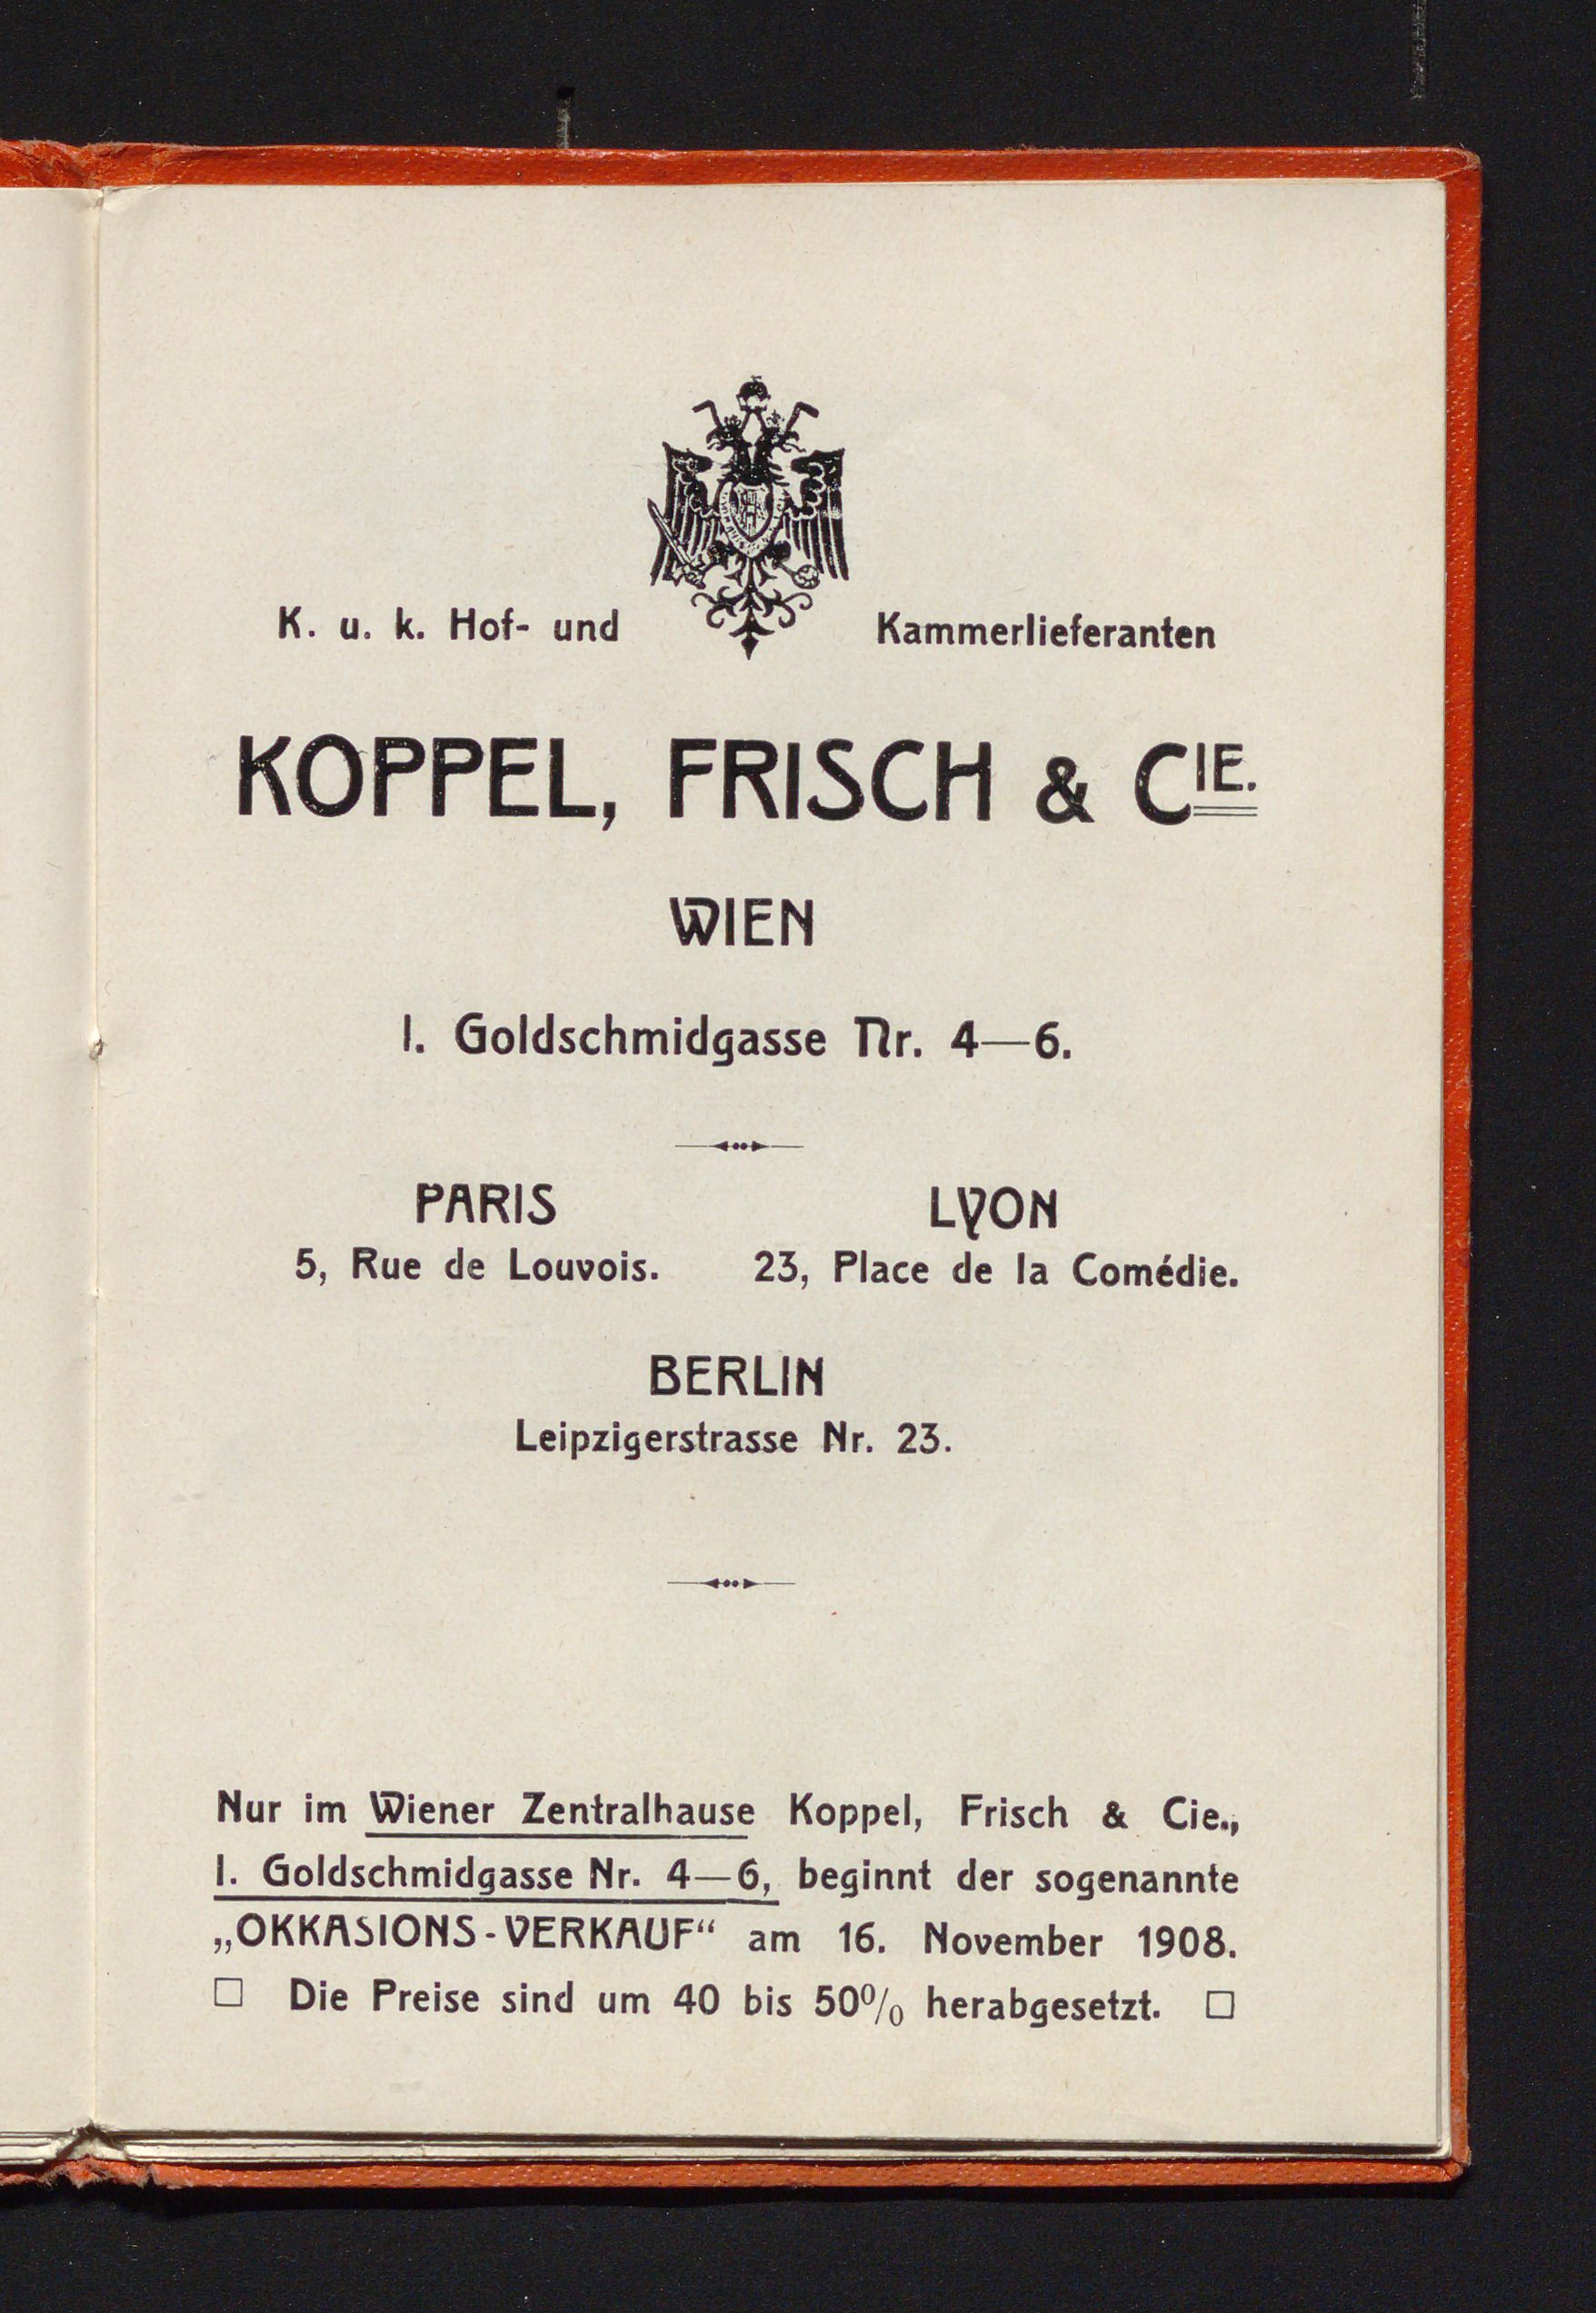 K. u. k. Hof- und Kammerlieferanten
KOPPEL, FRISCH & CIE.
WIEN
I. Goldschmidgasse Nr. 4—6.
PARIS LYON
5, Rue de Louvois. 23, Place de la Comédie.
BERLIN
Leipzigerstrasse Nr. 23.
Nur im Wiener Zentralhause Koppel, Frisch & Cie.,
I. Goldschmidgasse Nr. 4—6, beginnt der sogenannte
„OKKASIONS-VERKAUF“ am 16. November 1908.
□ Die Preise sind um 40 bis 50% herabgesetzt. □